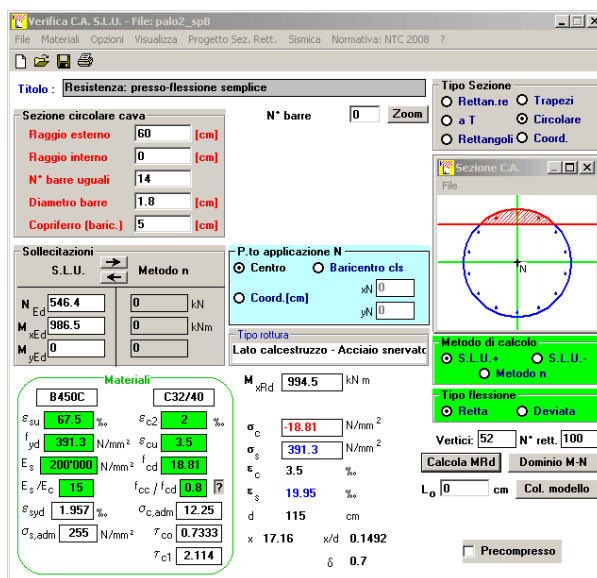 Verifica C.A. S.L.U. - File: palo2_spB
File Materiali Opzioni Visualizza Progetto Sez. Rett. Sismica Normativa: NTC 2008 ?
Titolo : Resistenza: presso-flessione semplice
Sezione circolare cava
Raggio esterno 60 [cm]
Raggio interno 0 [cm]
N* barre uguali 14
Diametro barre 1.8 [cm]
Copriferro (baric.) 5 [cm]
N* barre 0 Zoom
Tipo Sezione
Rettan.re Trapezi
a T Circolare
Rettangoli Coord.
Sezione C.A.
File
N
Sollecitazioni
S.L.U. Metodo n
N Ed 546.4 0 kN
M xEd 986.5 0 kNm
M yEd 0 0
P.to applicazione N
Centro Baricentro cls
Coord.[cm] xN 0
yN 0
Tipo rottura
Lato calcestruzzo - Acciaio snervato
Metodo di calcolo
S.L.U.+ S.L.U.-
Metodo n
Tipo flessione
Retta Deviata
Materiali
B450C C32/40
εsu 67.5 ‰ εc2 2 ‰
fyd 391.3 N/mm² εcu 3.5
Es 200'000 N/mm² fcd 18.81
Es/Ec 15 fcc / fcd 0.8 ?
εsyd 1.957 ‰ σc,adm 12.25
σs,adm 255 N/mm² τco 0.7333
τc1 2.114
M xRd 994.5 kN m
σc -18.81 N/mm²
σs 391.3 N/mm²
εc 3.5 ‰
εs 19.95 ‰
d 115 cm
x 17.16 x/d 0.1492
δ 0.7
Vertici: 52 N* rett. 100
Calcola MRd Dominio M-N
Lo 0 cm Col. modello
Precompresso